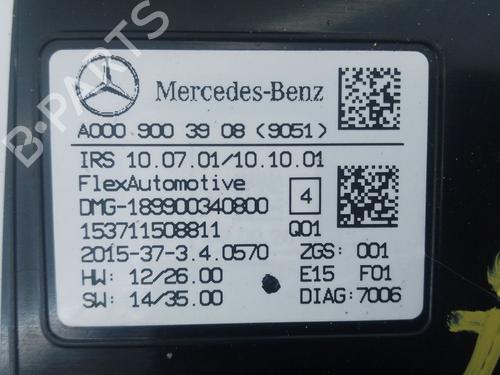 B-PARTS
Mercedes-Benz
A000 900 39 08 (9051)
IRS 10.07.01/10.10.01
FlexAutomotive
DMG-189900340800
4
153711508811 Q01
2015-37-3.4.0570 ZGS: 001
HW: 12/26.00 E15 F01
SW: 14/35.00 DIAG:7006